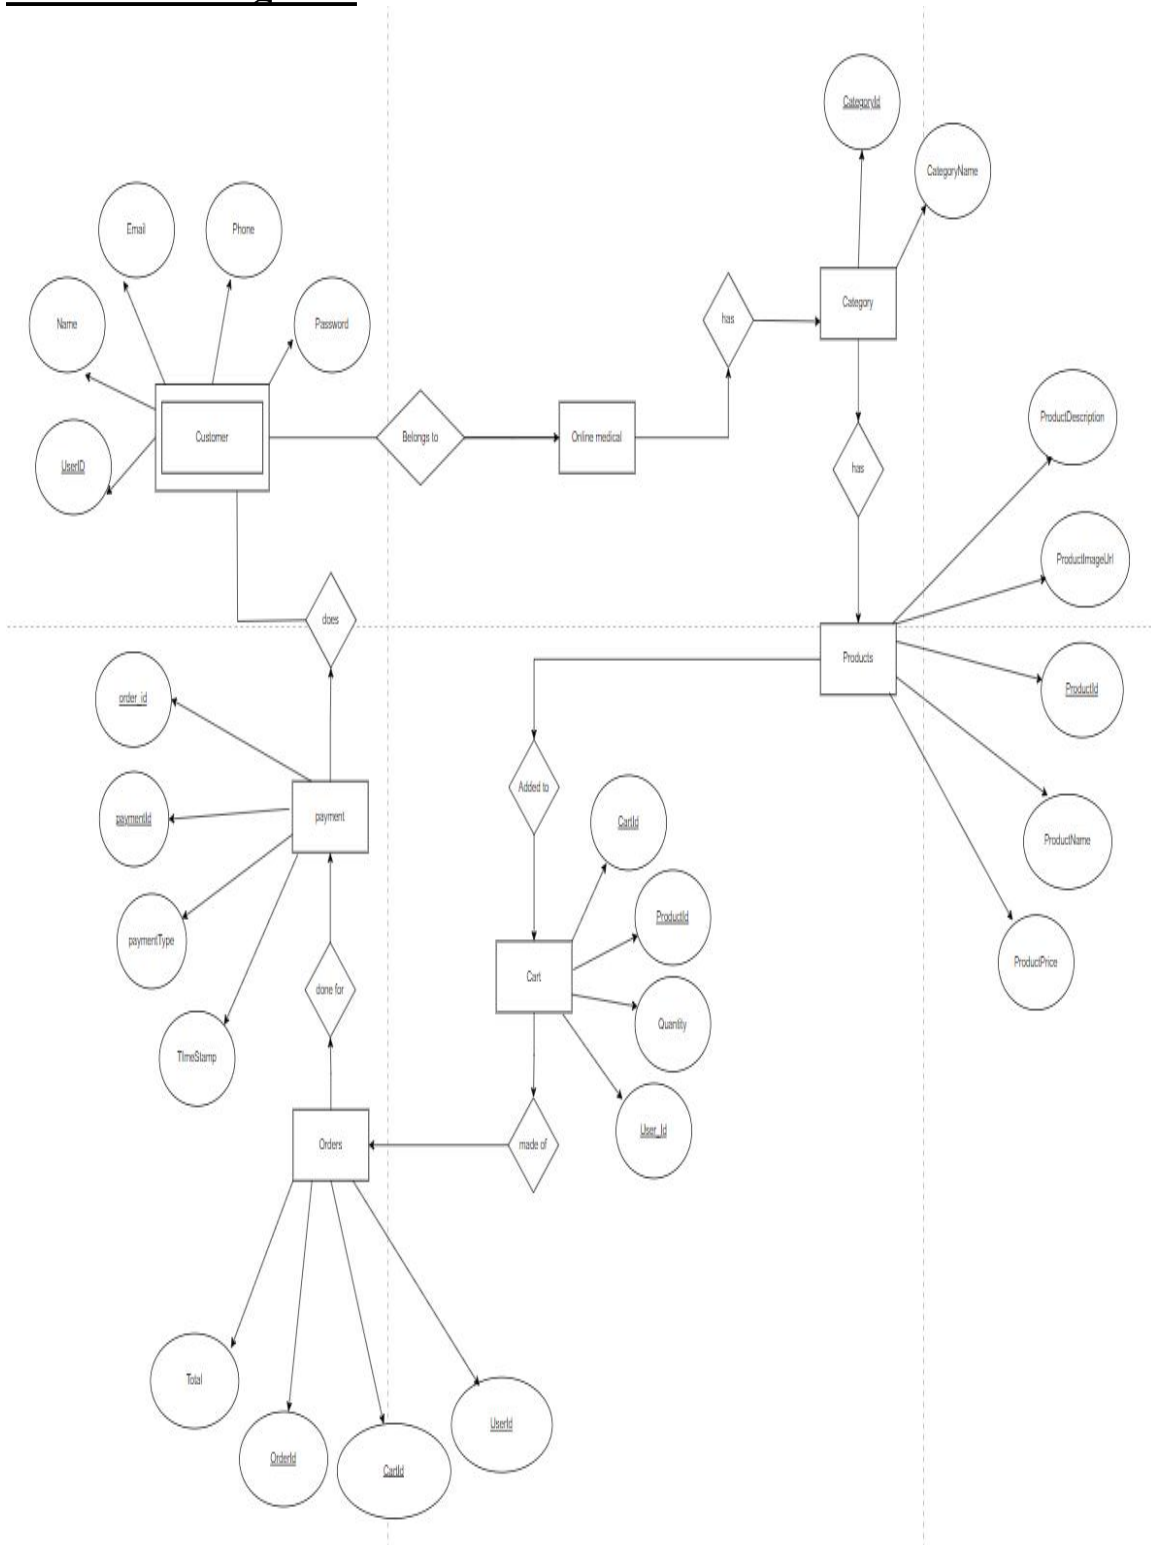 CategoryId
CategoryName
Email
Phone
Name
Password
has
Category
ProductDescription
Customer
Belongs to
Online medical
UserID
has
ProductImageUrl
does
Products
ProductId
order_id
Added to
payment
paymentId
CartId
ProductName
ProductId
paymentType
ProductPrice
Cart
done for
Quantity
TImeStamp
User_Id
Orders
made of
Total
UserId
OrderId
CartId